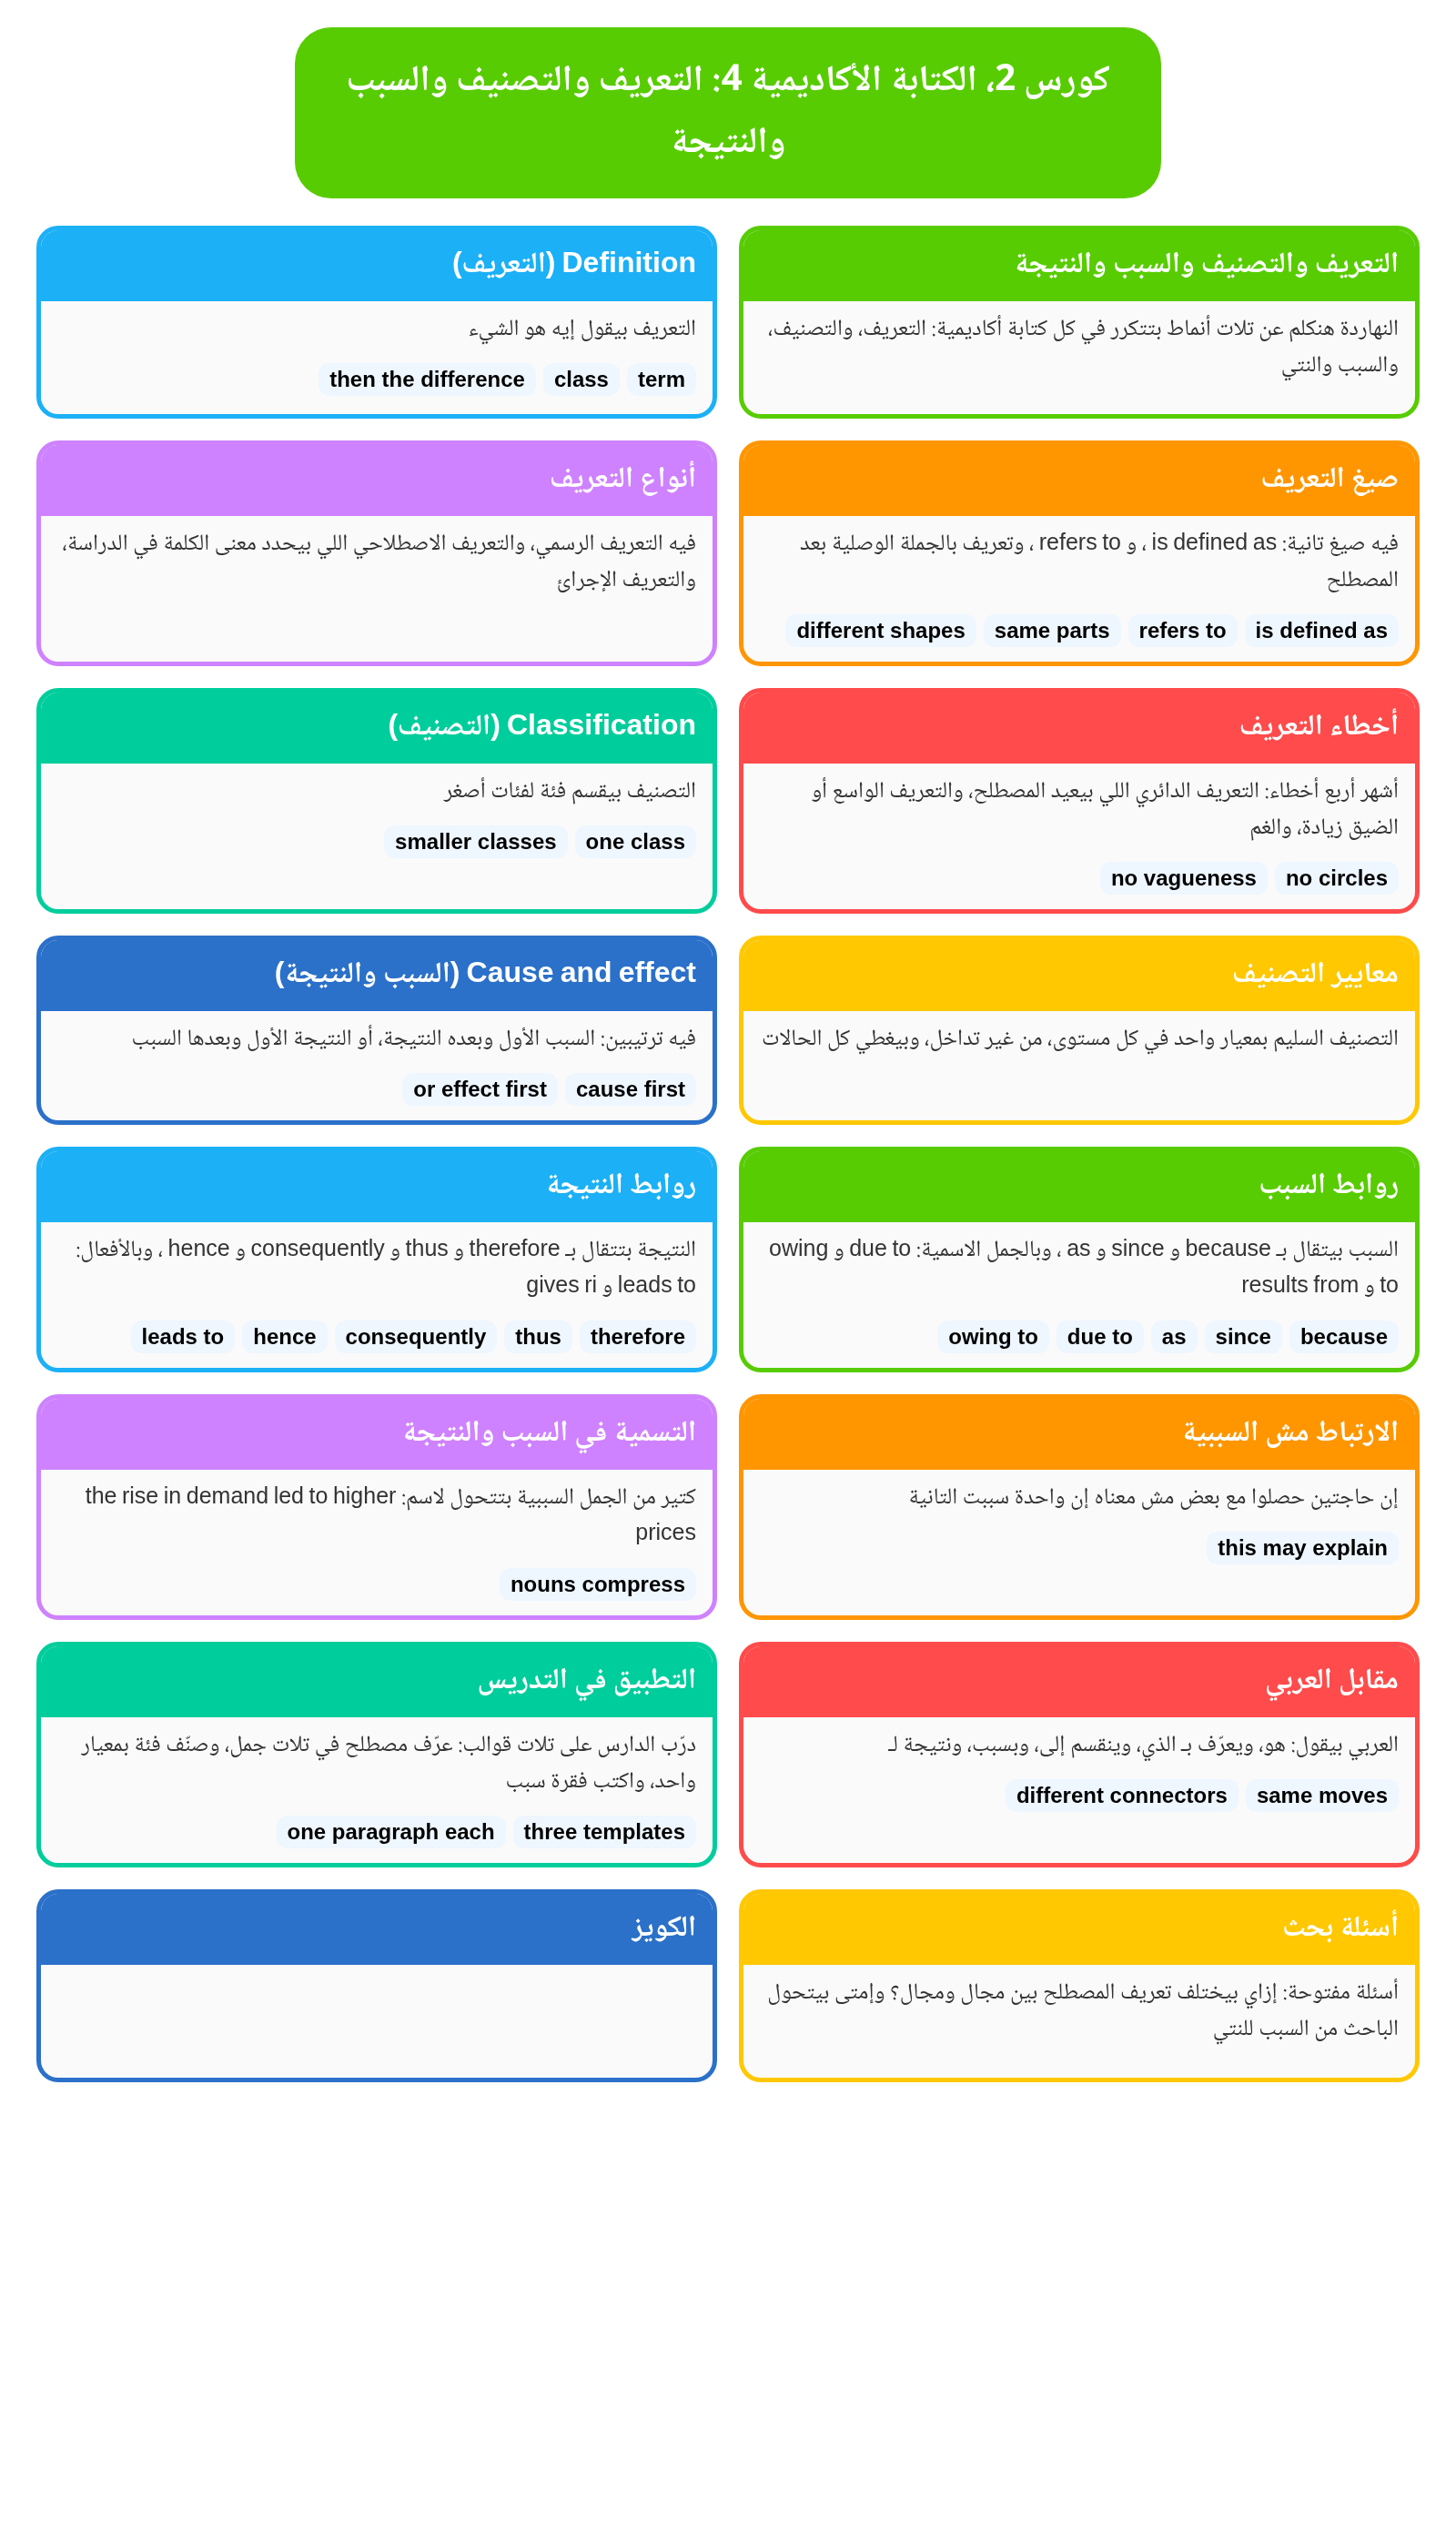 كورس 2، الكتابة الأكاديمية 4: التعريف والتصنيف والسبب
والنتيجة
التعريف والتصنيف والسبب والنتيجة
النهاردة هنكلم عن تلات أنماط بتتكرر في كل كتابة أكاديمية: التعريف، والتصنيف،
والسبب والنتي
Definition (التعريف)
التعريف بيقول إيه هو الشيء
term class then the difference
صيغ التعريف
فيه صيغ تانية: is defined as ، و refers to ، وتعريف بالجملة الوصلية بعد
المصطلح
is defined as refers to same parts different shapes
أنواع التعريف
فيه التعريف الرسمي، والتعريف الاصطلاحي اللي بيحدد معنى الكلمة في الدراسة،
والتعريف الإجرائ
أخطاء التعريف
أشهر أربع أخطاء: التعريف الدائري اللي بيعيد المصطلح، والتعريف الواسع أو
الضيق زيادة، والغم
no circles no vagueness
Classification (التصنيف)
التصنيف بيقسم فئة لفئات أصغر
one class smaller classes
معايير التصنيف
التصنيف السليم بمعيار واحد في كل مستوى، من غير تداخل، وبيغطي كل الحالات
Cause and effect (السبب والنتيجة)
فيه ترتيبين: السبب الأول وبعده النتيجة، أو النتيجة الأول وبعدها السبب
cause first or effect first
روابط السبب
السبب بيتقال بـ because و since و as ، وبالجمل الاسمية: due to و owing
to و results from
because since as due to owing to
روابط النتيجة
النتيجة بتتقال بـ therefore و thus و consequently و hence ، وبالأفعال:
leads to و gives ri
therefore thus consequently hence leads to
الارتباط مش السببية
إن حاجتين حصلوا مع بعض مش معناه إن واحدة سببت التانية
this may explain
التسمية في السبب والنتيجة
كتير من الجمل السببية بتتحول لاسم: the rise in demand led to higher
prices
nouns compress
مقابل العربي
العربي بيقول: هو، ويعرّف بـ الذي، وينقسم إلى، وبسبب، ونتيجة لـ
same moves different connectors
التطبيق في التدريس
درّب الدارس على تلات قوالب: عرّف مصطلح في تلات جمل، وصنّف فئة بمعيار
واحد، واكتب فقرة سبب
three templates one paragraph each
أسئلة بحث
أسئلة مفتوحة: إزاي بيختلف تعريف المصطلح بين مجال ومجال؟ وإمتى بيتحول
الباحث من السبب للنتي
الكويز